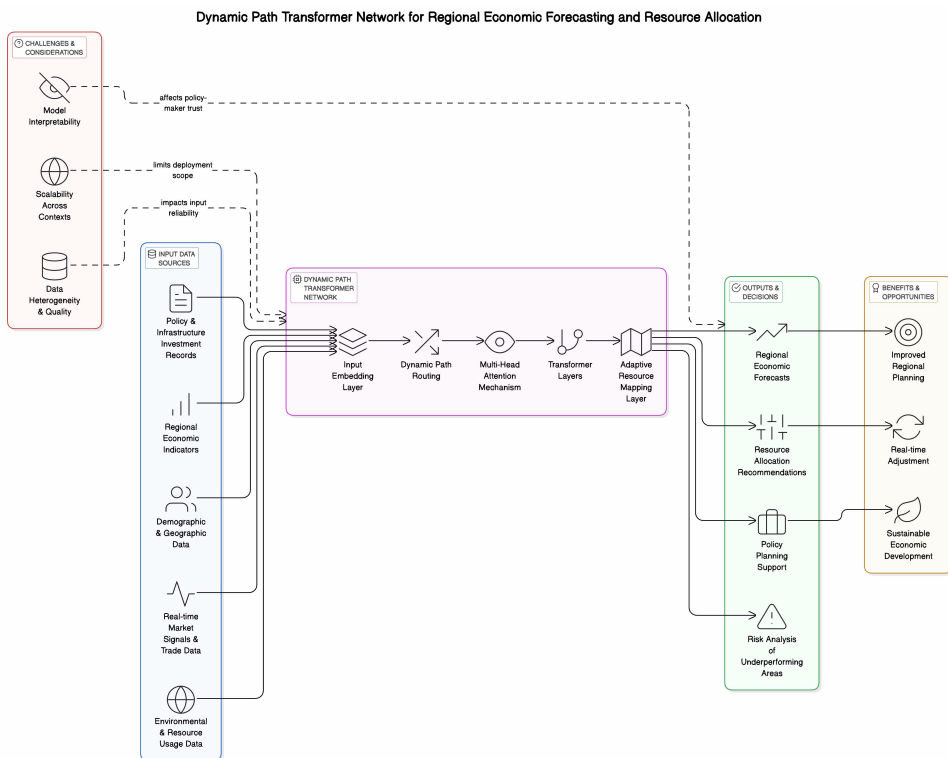 Dynamic Path Transformer Network for Regional Economic Forecasting and Resource Allocation
CHALLENGES &
CONSIDERATIONS
Model
Interpretability
Scalability
Across
Contexts
Data
Heterogeneity
& Quality
affects policy-
maker trust
limits deployment
scope
impacts input
reliability
INPUT DATA
SOURCES
Policy &
Infrastructure
Investment
Records
Regional
Economic
Indicators
Demographic
& Geographic
Data
Real-time
Market
Signals &
Trade Data
Environmental
& Resource
Usage Data
DYNAMIC PATH
TRANSFORMER
NETWORK
Input
Embedding
Layer
Dynamic Path
Routing
Multi-Head
Attention
Mechanism
Transformer
Layers
Adaptive
Resource
Mapping
Layer
OUTPUTS &
DECISIONS
Regional
Economic
Forecasts
Resource
Allocation
Recommendations
Policy
Planning
Support
Risk Analysis
of
Underperforming
Areas
BENEFITS &
OPPORTUNITIES
Improved
Regional
Planning
Real-time
Adjustment
Sustainable
Economic
Development